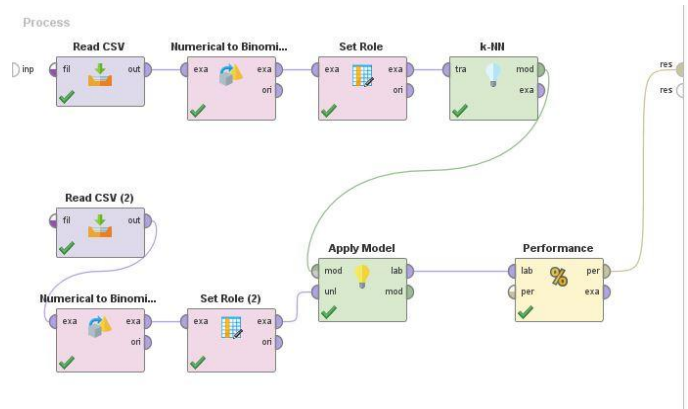 Process
Read CSV
Numerical to Binomi...
Set Role
k-NN
inp
fil
out
exa
exa
ori
exa
exa
ori
tra
mod
exa
res
res
Read CSV (2)
fil
out
Apply Model
mod
lab
unl
mod
Performance
lab
%
per
per
exa
Numerical to Binomi...
Set Role (2)
exa
exa
ori
exa
exa
ori